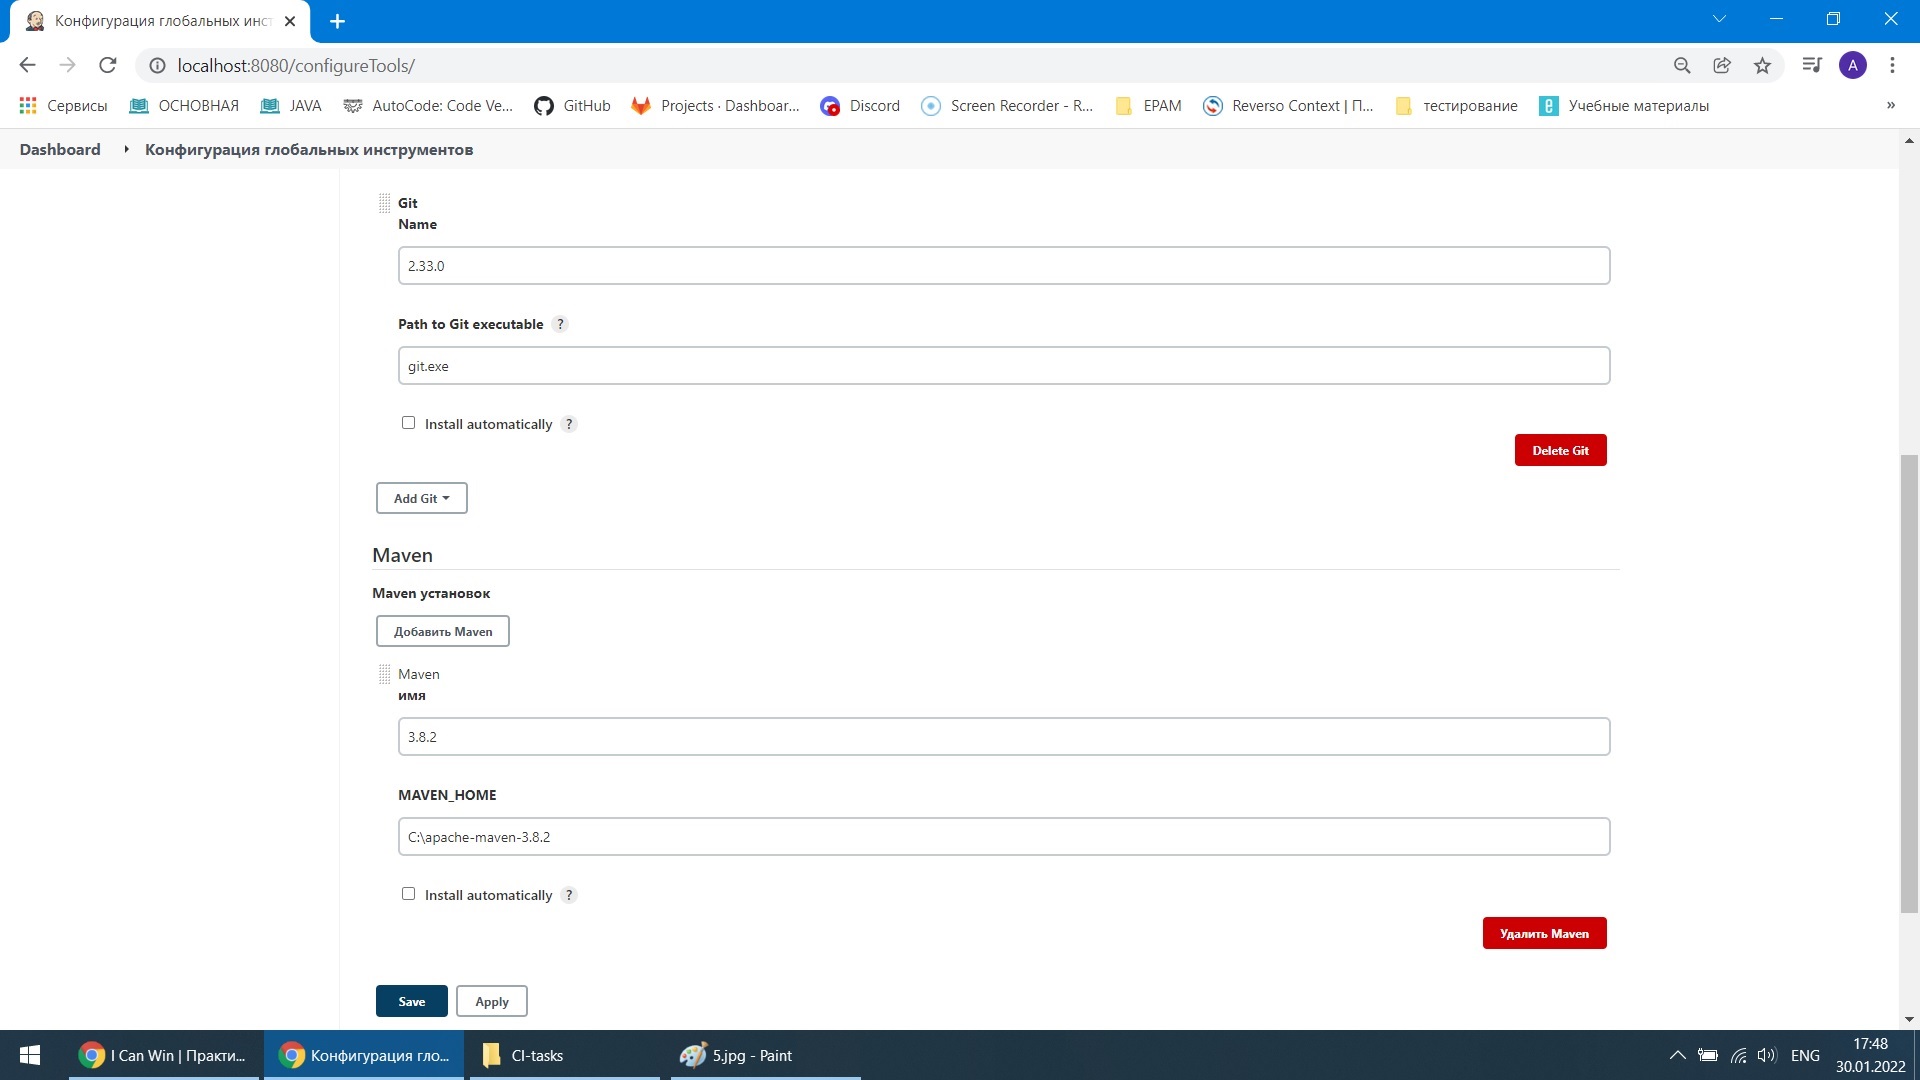 Конфигурация глобальных инст
localhost:8080/configureTools/
A
Сервисы
ОСНОВНАЯ
JAVA
AutoCode: Code Ve...
GitHub
Projects · Dashboar...
Discord
Screen Recorder - R...
EPAM
Reverso Context | П...
тестирование
Учебные материалы
»
Dashboard
Конфигурация глобальных инструментов
Git
Name
2.33.0
Path to Git executable ?
git.exe
Install automatically ?
Delete Git
Add Git
Maven
Maven установок
Добавить Maven
Maven
имя
3.8.2
MAVEN_HOME
C:\apache-maven-3.8.2
Install automatically ?
Удалить Maven
Save
Apply
I Can Win | Практи...
Конфигурация гло...
CI-tasks
5.jpg - Paint
ENG
17:48
30.01.2022